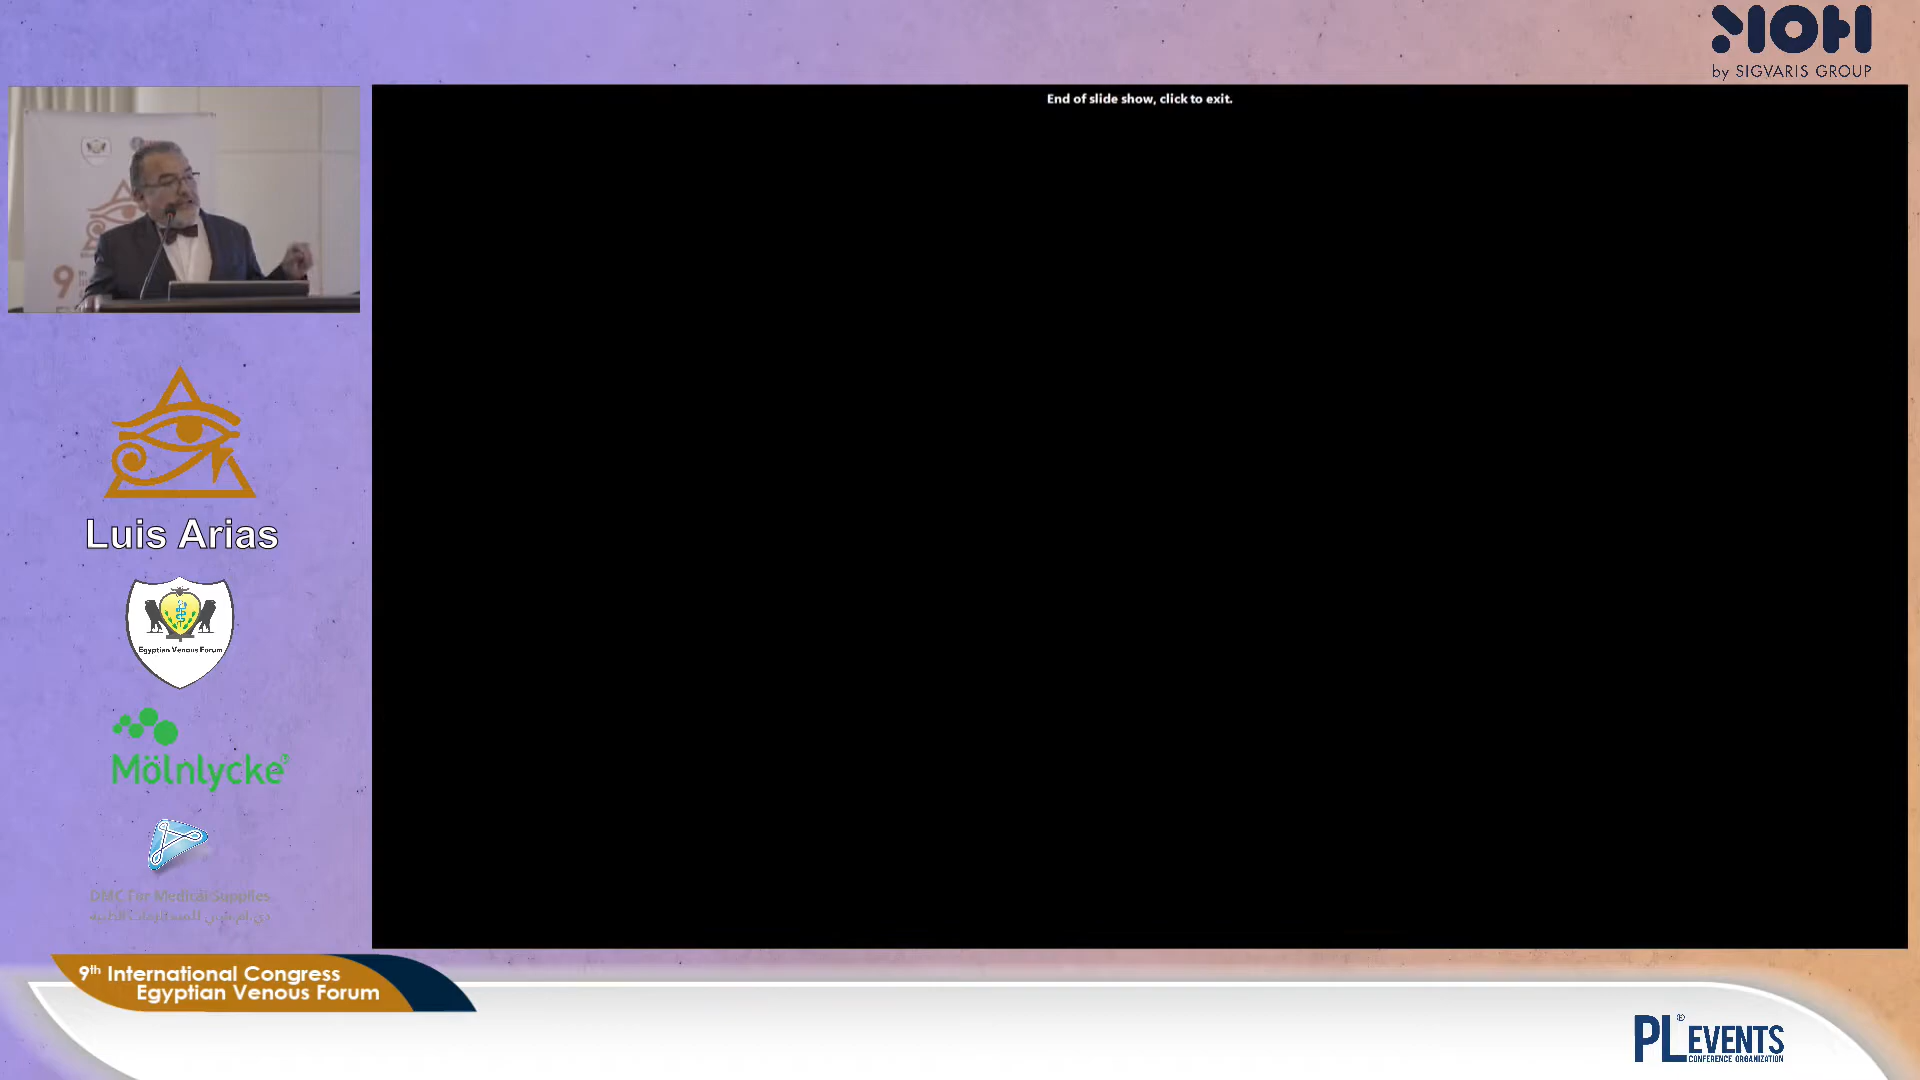 by SIGVARIS GROUP
End of slide show, click to exit.
9
Luis Arias
Egyptian Venous Forum
Mölnlycke®
DMC For Medical Supplies
9th International Congress
Egyptian Venous Forum
PL® EVENTS
CONFERENCE ORGANIZATION